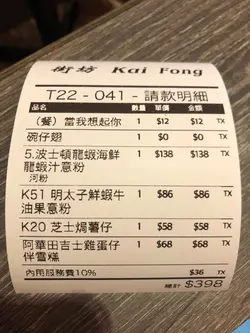 街坊 Kai Fong
T22 - 041 - 請款明細
品名 數量 單價 金額
(餐) 當我想起你 1 $12 $12 TX
碗仔翅 1 $0 $0 TX
5.波士頓龍蝦海鮮 1 $138 $138 TX
龍蝦汁意粉
河粉
K51 明太子鮮蝦牛 1 $86 $86 TX
油果意粉
K20 芝士焗薯仔 1 $58 $58 TX
阿華田吉士雞蛋仔 1 $68 $68 TX
伴雪糕
內用服務費10% $36 TX
總計 $398